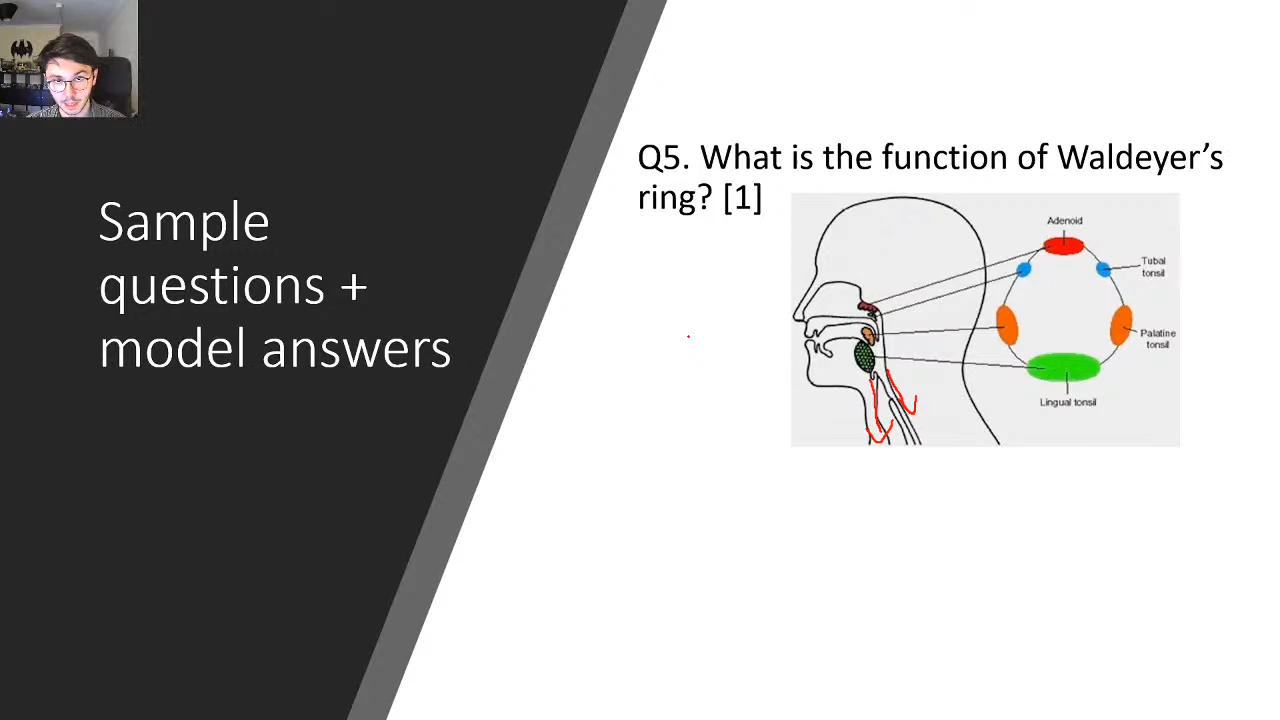 Sample
questions +
model answers
Q5. What is the function of Waldeyer’s
ring? [1]
Adenoid
Tubal
tonsil
Palatine
tonsil
Lingual tonsil